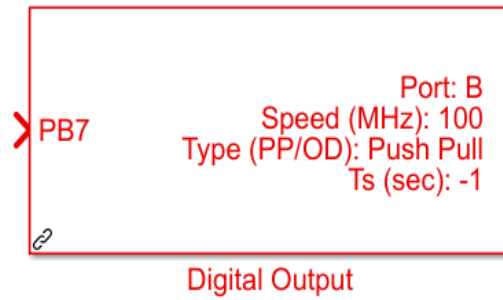 Port: B
PB7
Speed (MHz): 100
Type (PP/OD): Push Pull
Ts (sec): -1
Digital Output